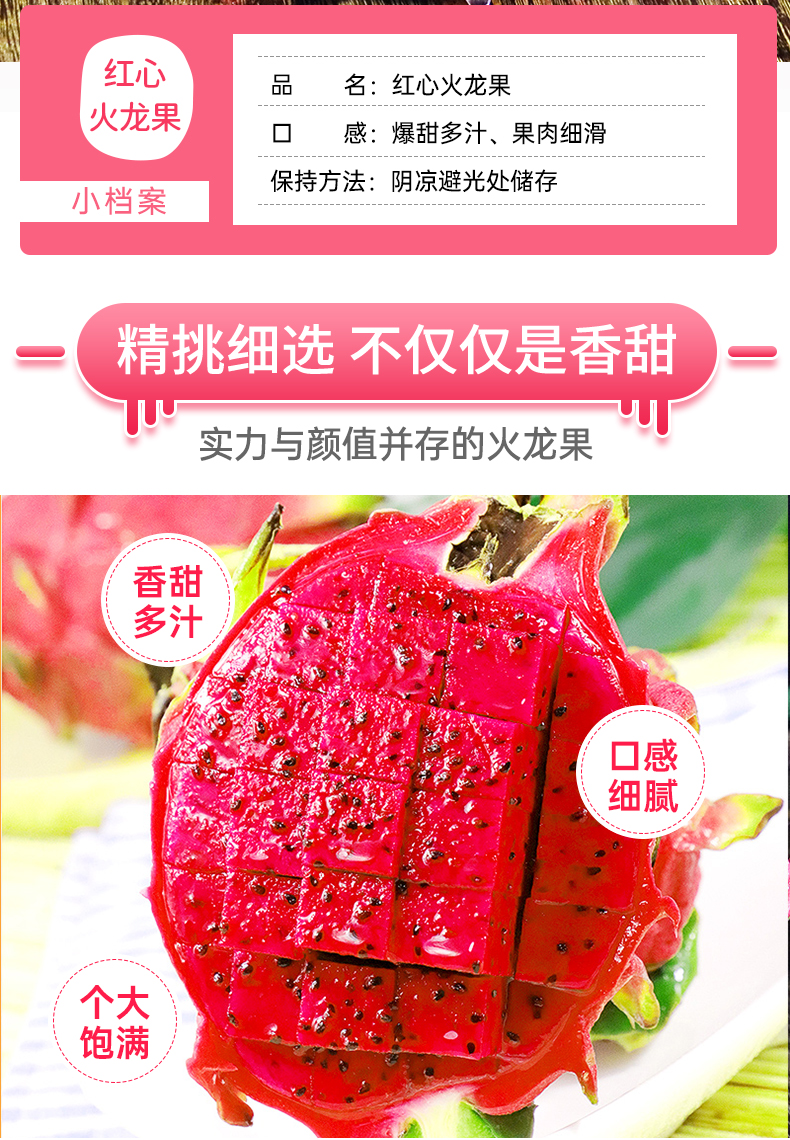 红心
火龙果
小档案
品 名：红心火龙果
口 感：爆甜多汁、果肉细滑
保持方法：阴凉避光处储存
精挑细选 不仅仅是香甜
实力与颜值并存的火龙果
香甜
多汁
口感
细腻
个大
饱满